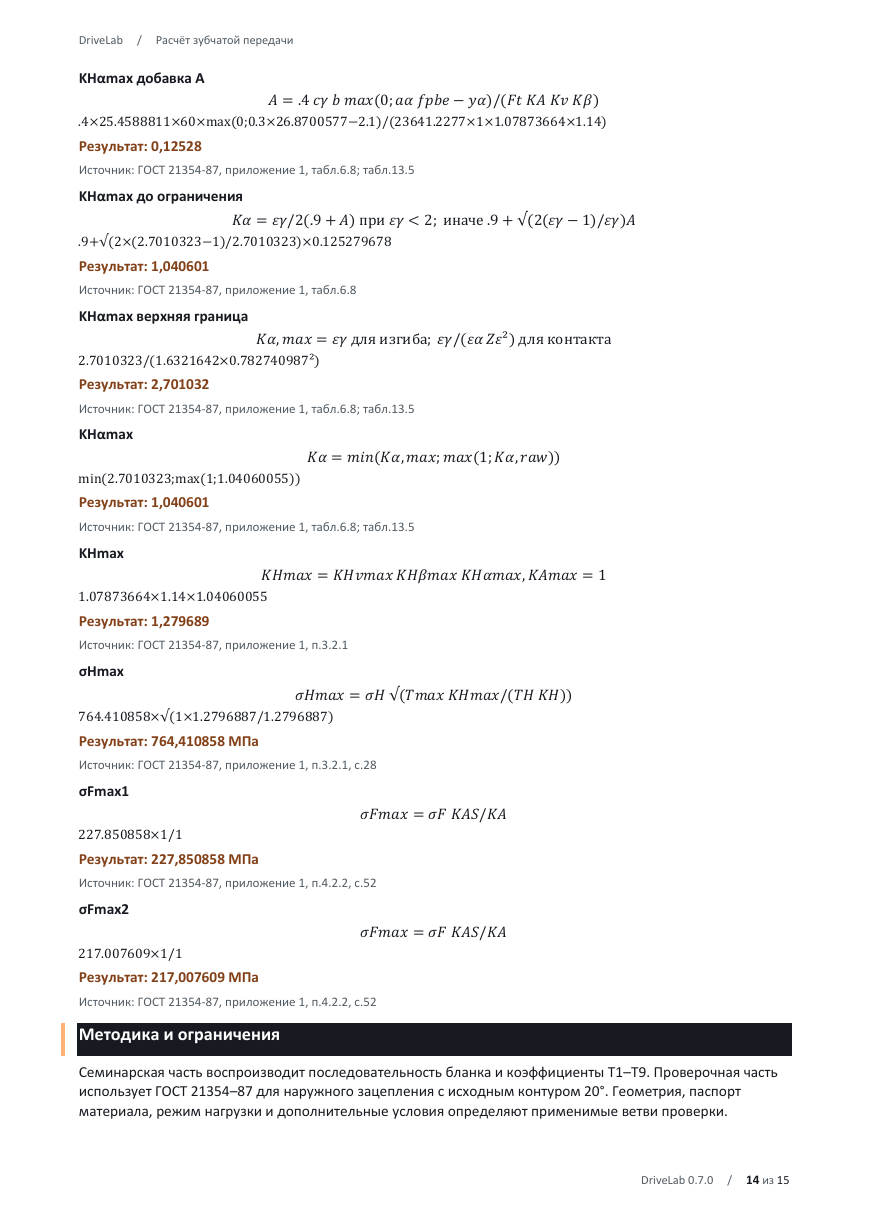 DriveLab / Расчёт зубчатой передачи
KHαmax добавка A
A = .4 cγ b max(0; aα fpbe − yα)/(Ft KA Kv Kβ)
.4×25.4588811×60×max(0;0.3×26.8700577−2.1)/(23641.2277×1×1.07873664×1.14)
Результат: 0,12528
Источник: ГОСТ 21354-87, приложение 1, табл.6.8; табл.13.5
KHαmax до ограничения
Kα = εγ/2(.9 + A) при εγ < 2; иначе .9 + √(2(εγ − 1)/εγ)A
.9+√(2×(2.7010323−1)/2.7010323)×0.125279678
Результат: 1,040601
Источник: ГОСТ 21354-87, приложение 1, табл.6.8
KHαmax верхняя граница
Kα, max = εγ для изгиба; εγ/(εα Zε²) для контакта
2.7010323/(1.6321642×0.782740987²)
Результат: 2,701032
Источник: ГОСТ 21354-87, приложение 1, табл.6.8; табл.13.5
KHαmax
Kα = min(Kα, max; max(1; Kα, raw))
min(2.7010323;max(1;1.04060055))
Результат: 1,040601
Источник: ГОСТ 21354-87, приложение 1, табл.6.8; табл.13.5
KHmax
KHmax = KHvmax KHβmax KHαmax, KAmax = 1
1.07873664×1.14×1.04060055
Результат: 1,279689
Источник: ГОСТ 21354-87, приложение 1, п.3.2.1
σHmax
σHmax = σH √(Tmax KHmax/(TH KH))
764.410858×√(1×1.2796887/1.2796887)
Результат: 764,410858 МПа
Источник: ГОСТ 21354-87, приложение 1, п.3.2.1, с.28
σFmax1
σFmax = σF KAS/KA
227.850858×1/1
Результат: 227,850858 МПа
Источник: ГОСТ 21354-87, приложение 1, п.4.2.2, с.52
σFmax2
σFmax = σF KAS/KA
217.007609×1/1
Результат: 217,007609 МПа
Источник: ГОСТ 21354-87, приложение 1, п.4.2.2, с.52
Методика и ограничения
Семинарская часть воспроизводит последовательность бланка и коэффициенты Т1–Т9. Проверочная часть
использует ГОСТ 21354–87 для наружного зацепления с исходным контуром 20°. Геометрия, паспорт
материала, режим нагрузки и дополнительные условия определяют применимые ветви проверки.
DriveLab 0.7.0 / 14 из 15